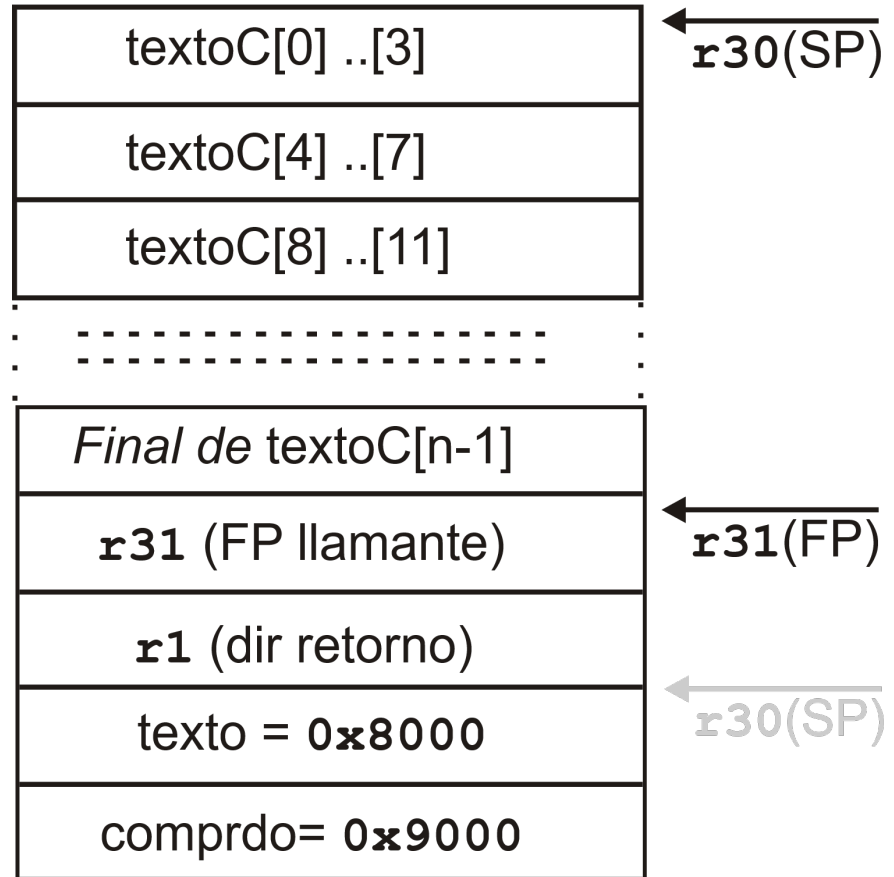 textoC[0] ..[3]
r30(SP)
textoC[4] ..[7]
textoC[8] ..[11]
Final de textoC[n-1]
r31 (FP llamante)
r31(FP)
r1 (dir retorno)
r30(SP)
texto = 0x8000
comprdo= 0x9000